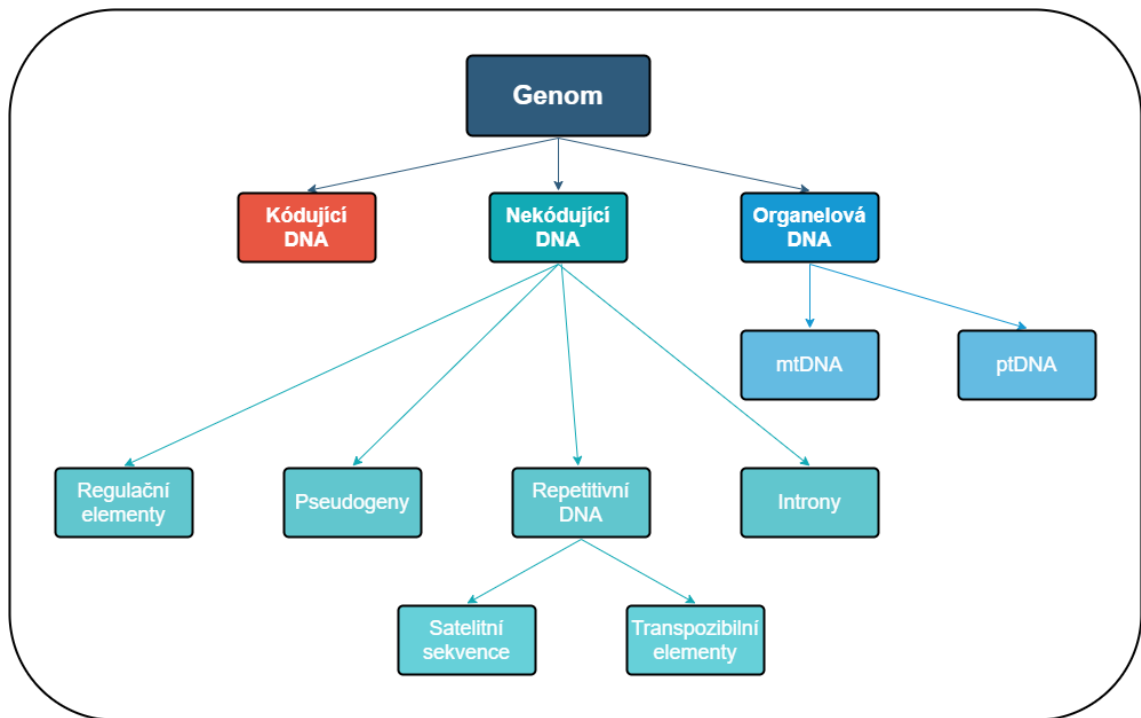 Genom
Kódující
DNA
Nekódující
DNA
Organelová
DNA
mtDNA
ptDNA
Regulační
elementy
Pseudogeny
Repetitivní
DNA
Introny
Satelitní
sekvence
Transpozibilní
elementy